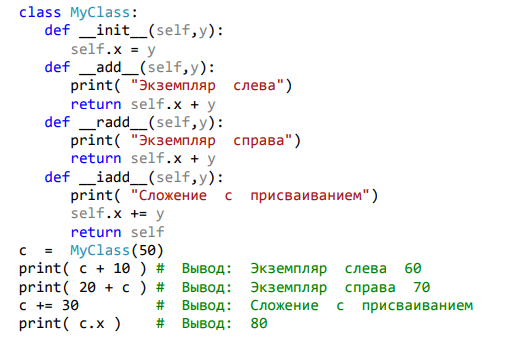 class MyClass:
   def __init__(self,y):
      self.x = y
   def __add__(self,y):
      print( "Экземпляр  слева")
      return self.x + y
   def __radd__(self,y):
      print( "Экземпляр  справа")
      return self.x + y
   def __iadd__(self,y):
      print( "Сложение  с  присваиванием")
      self.x += y
      return self
c  =  MyClass(50)
print( c + 10 ) #  Вывод:  Экземпляр  слева  60
print( 20 + c ) #  Вывод:  Экземпляр  справа  70
c += 30         #  Вывод:  Сложение  с  присваиванием
print( c.x )    #  Вывод:  80